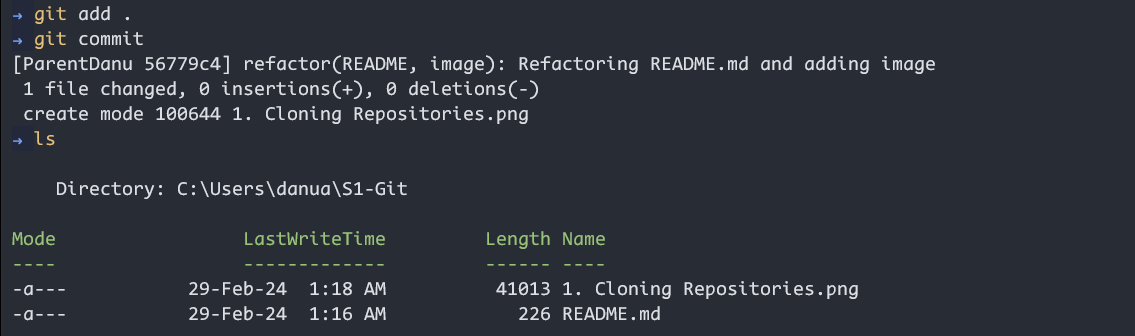 → git add .
→ git commit
[ParentDanu 56779c4] refactor(README, image): Refactoring README.md and adding image
 1 file changed, 0 insertions(+), 0 deletions(-)
 create mode 100644 1. Cloning Repositories.png
→ ls
    Directory: C:\Users\danua\S1-Git
Mode                 LastWriteTime         Length Name
----                 -------------         ------ ----
-a---           29-Feb-24  1:18 AM          41013 1. Cloning Repositories.png
-a---           29-Feb-24  1:16 AM            226 README.md